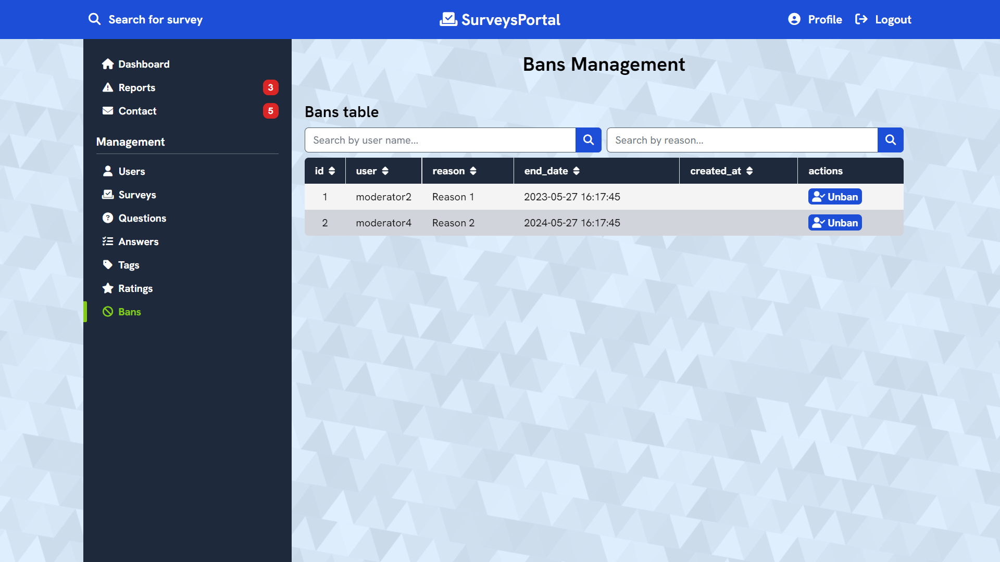 Search for survey
SurveysPortal
Profile
Logout
Dashboard
Reports 3
Contact 5
Management
Users
Surveys
Questions
Answers
Tags
Ratings
Bans
Bans Management
Bans table
Search by user name...
Search by reason...
id user reason end_date created_at actions
1 moderator2 Reason 1 2023-05-27 16:17:45 Unban
2 moderator4 Reason 2 2024-05-27 16:17:45 Unban